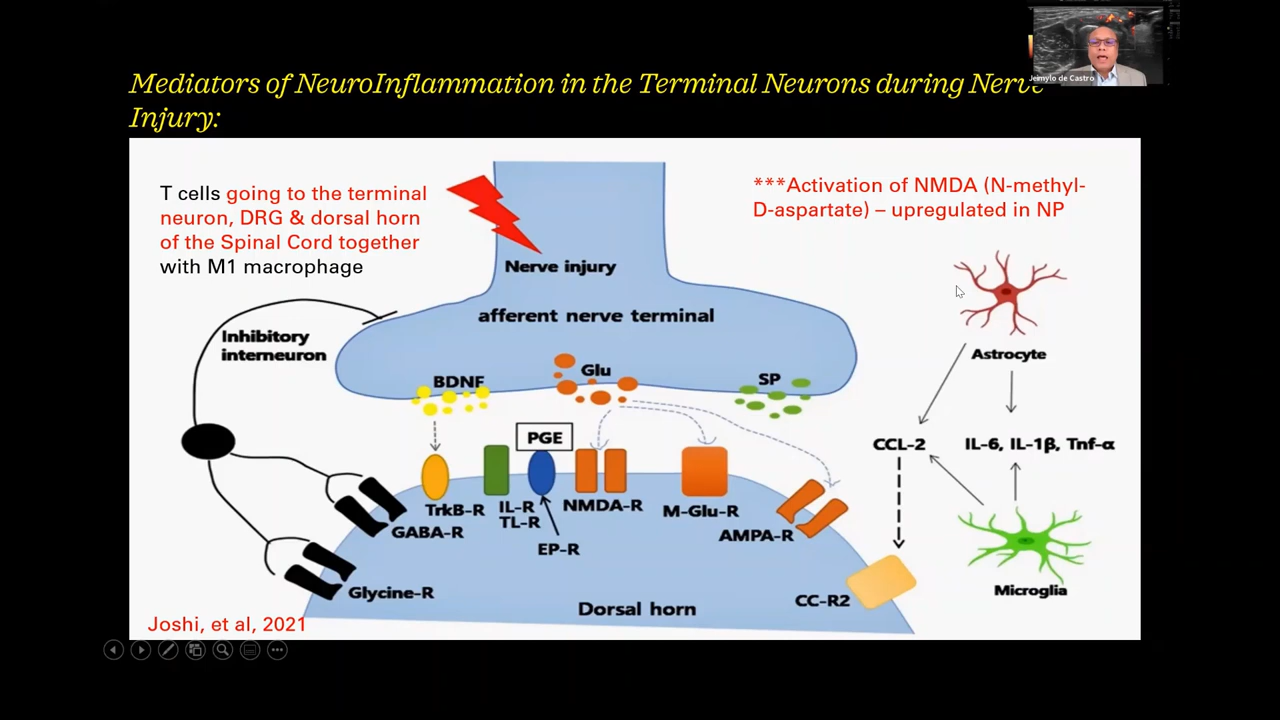 Jeimylo de Castro
Mediators of NeuroInflammation in the Terminal Neurons during Nerve
Injury:
T cells going to the terminal
neuron, DRG & dorsal horn
of the Spinal Cord together
with M1 macrophage
***Activation of NMDA (N-methyl-
D-aspartate) – upregulated in NP
Nerve injury
afferent nerve terminal
Inhibitory
interneuron
BDNF
Glu
SP
Astrocyte
PGE
CCL-2
IL-6, IL-1β, Tnf-α
TrkB-R
IL-R
TL-R
NMDA-R
M-Glu-R
GABA-R
AMPA-R
EP-R
Glycine-R
CC-R2
Microglia
Dorsal horn
Joshi, et al, 2021